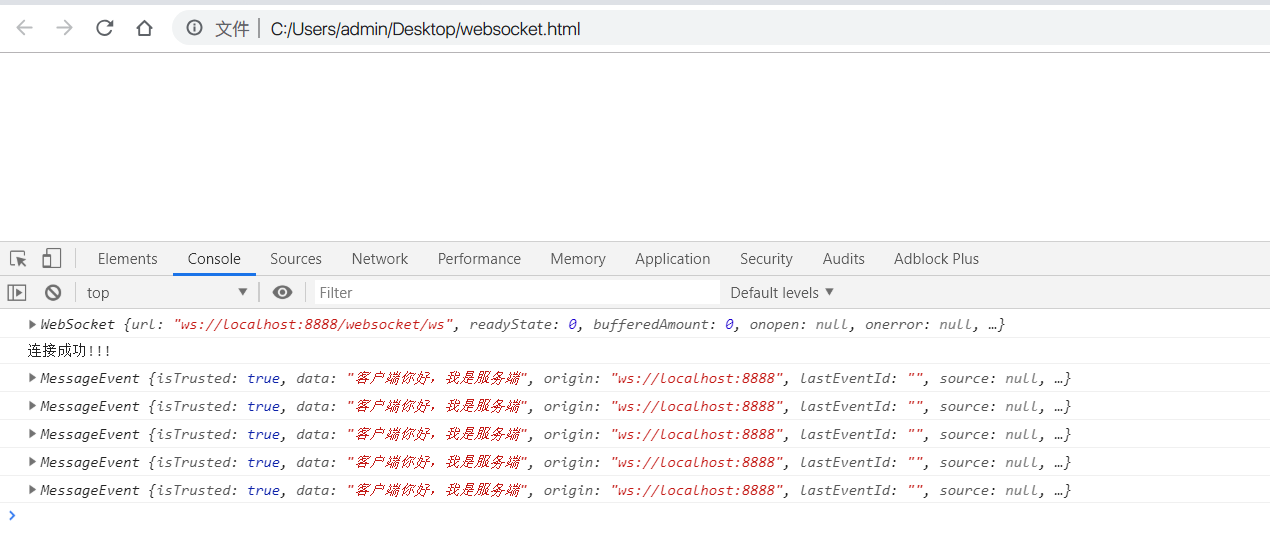 文件 | C:/Users/admin/Desktop/websocket.html
Elements Console Sources Network Performance Memory Application Security Audits Adblock Plus
top Filter Default levels
WebSocket {url: "ws://localhost:8888/websocket/ws", readyState: 0, bufferedAmount: 0, onopen: null, onerror: null, …}
连接成功!!!
MessageEvent {isTrusted: true, data: "客户端你好，我是服务端", origin: "ws://localhost:8888", lastEventId: "", source: null, …}
MessageEvent {isTrusted: true, data: "客户端你好，我是服务端", origin: "ws://localhost:8888", lastEventId: "", source: null, …}
MessageEvent {isTrusted: true, data: "客户端你好，我是服务端", origin: "ws://localhost:8888", lastEventId: "", source: null, …}
MessageEvent {isTrusted: true, data: "客户端你好，我是服务端", origin: "ws://localhost:8888", lastEventId: "", source: null, …}
MessageEvent {isTrusted: true, data: "客户端你好，我是服务端", origin: "ws://localhost:8888", lastEventId: "", source: null, …}